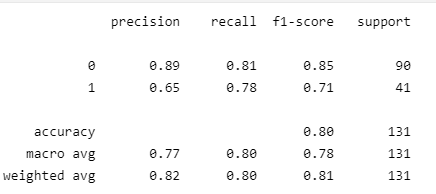 precision recall f1-score support
0 0.89 0.81 0.85 90
1 0.65 0.78 0.71 41
accuracy 0.80 131
macro avg 0.77 0.80 0.78 131
weighted avg 0.82 0.80 0.81 131